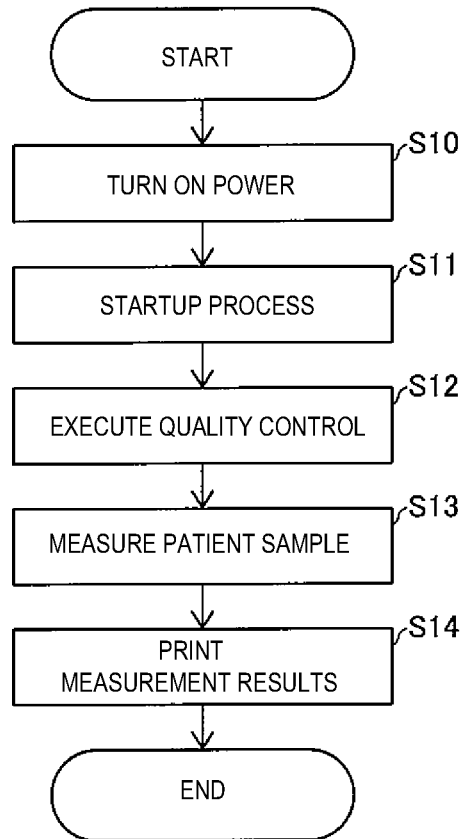 START
S10
TURN ON POWER
S11
STARTUP PROCESS
S12
EXECUTE QUALITY CONTROL
S13
MEASURE PATIENT SAMPLE
S14
PRINT
MEASUREMENT RESULTS
END